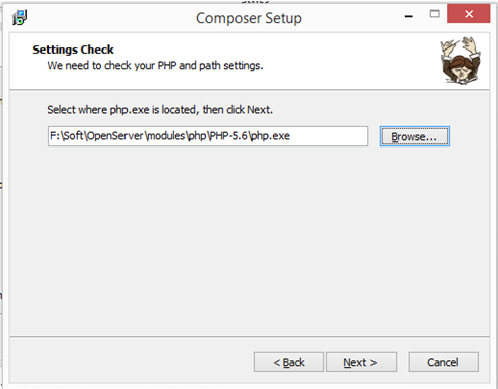 Composer Setup
Settings Check
We need to check your PHP and path settings.
Select where php.exe is located, then click Next.
F:\Soft\OpenServer\modules\php\PHP-5.6\php.exe
Browse...
< Back
Next >
Cancel